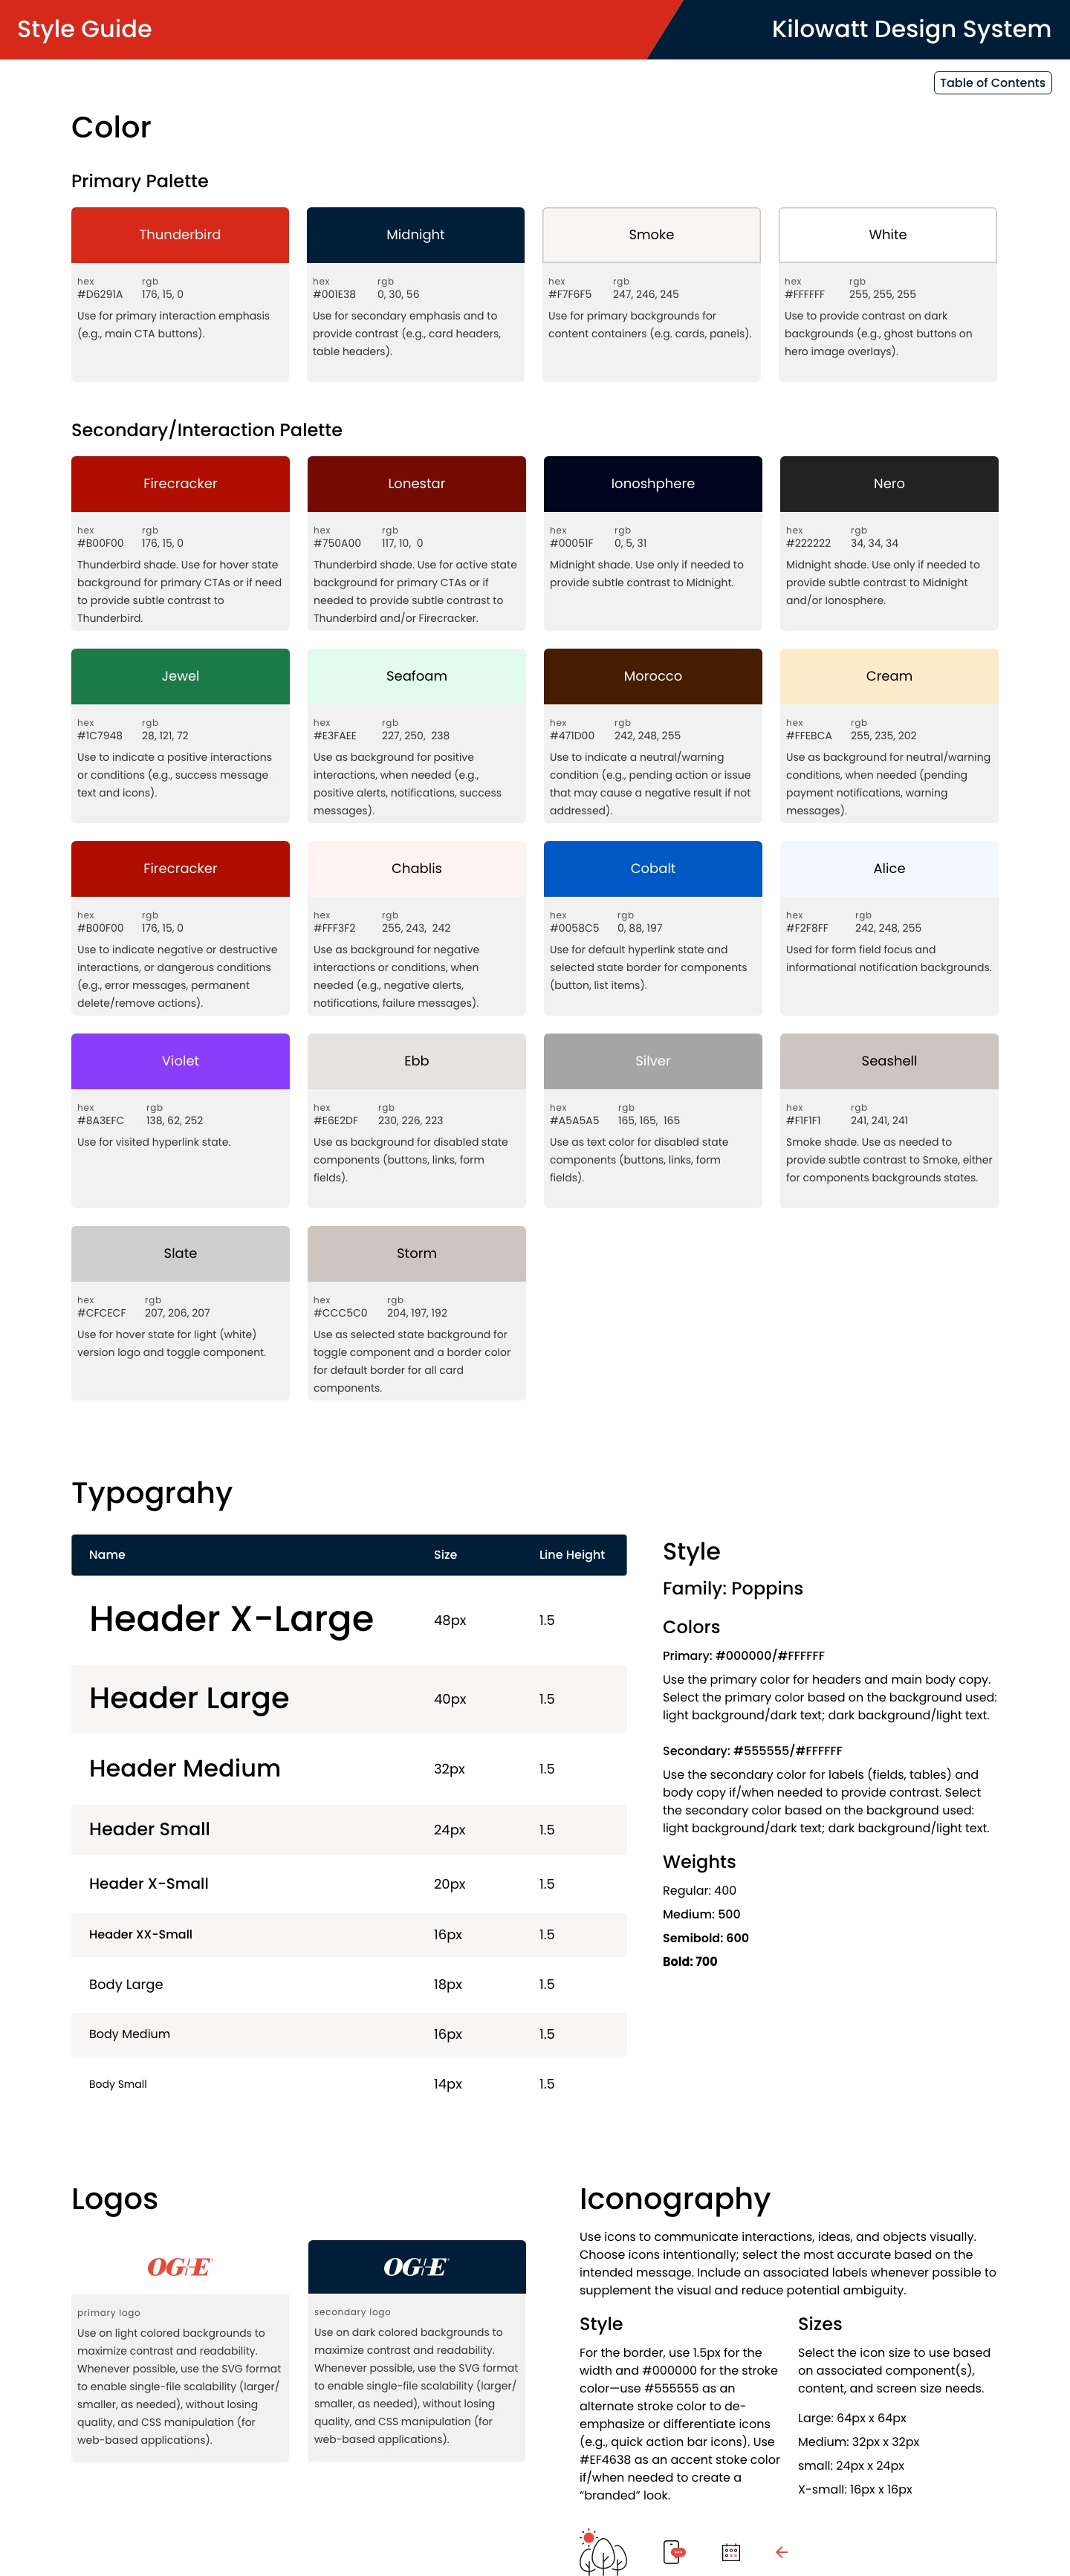 Style Guide
Kilowatt Design System
Table of Contents
Color
Primary Palette
Thunderbird
hex rgb
#D6291A 176, 15, 0
Use for primary interaction emphasis
(e.g., main CTA buttons).
Midnight
hex rgb
#001E38 0, 30, 56
Use for secondary emphasis and to
provide contrast (e.g., card headers,
table headers).
Smoke
hex rgb
#F7F6F5 247, 246, 245
Use for primary backgrounds for
content containers (e.g. cards, panels).
White
hex rgb
#FFFFFF 255, 255, 255
Use to provide contrast on dark
backgrounds (e.g., ghost buttons on
hero image overlays).
Secondary/Interaction Palette
Firecracker
hex rgb
#B00F00 176, 15, 0
Thunderbird shade. Use for hover state
background for primary CTAs or if need
to provide subtle contrast to
Thunderbird.
Lonestar
hex rgb
#750A00 117, 10, 0
Thunderbird shade. Use for active state
background for primary CTAs or if
needed to provide subtle contrast to
Thunderbird and/or Firecracker.
Ionoshphere
hex rgb
#00051F 0, 5, 31
Midnight shade. Use only if needed to
provide subtle contrast to Midnight.
Nero
hex rgb
#222222 34, 34, 34
Midnight shade. Use only if needed to
provide subtle contrast to Midnight
and/or Ionosphere.
Jewel
hex rgb
#1C7948 28, 121, 72
Use to indicate a positive interactions
or conditions (e.g., success message
text and icons).
Seafoam
hex rgb
#E3FAEE 227, 250, 238
Use as background for positive
interactions, when needed (e.g.,
positive alerts, notifications, success
messages).
Morocco
hex rgb
#471D00 242, 248, 255
Use to indicate a neutral/warning
condition (e.g., pending action or issue
that may cause a negative result if not
addressed).
Cream
hex rgb
#FFEBCA 255, 235, 202
Use as background for neutral/warning
conditions, when needed (pending
payment notifications, warning
messages).
Firecracker
hex rgb
#B00F00 176, 15, 0
Use to indicate negative or destructive
interactions, or dangerous conditions
(e.g., error messages, permanent
delete/remove actions).
Chablis
hex rgb
#FFF3F2 255, 243, 242
Use as background for negative
interactions or conditions, when
needed (e.g., negative alerts,
notifications, failure messages).
Cobalt
hex rgb
#0058C5 0, 88, 197
Use for default hyperlink state and
selected state border for components
(button, list items).
Alice
hex rgb
#F2F8FF 242, 248, 255
Used for form field focus and
informational notification backgrounds.
Violet
hex rgb
#8A3EFC 138, 62, 252
Use for visited hyperlink state.
Ebb
hex rgb
#E6E2DF 230, 226, 223
Use as background for disabled state
components (buttons, links, form
fields).
Silver
hex rgb
#A5A5A5 165, 165, 165
Use as text color for disabled state
components (buttons, links, form
fields).
Seashell
hex rgb
#F1F1F1 241, 241, 241
Smoke shade. Use as needed to
provide subtle contrast to Smoke, either
for components backgrounds states.
Slate
hex rgb
#CFCECF 207, 206, 207
Use for hover state for light (white)
version logo and toggle component.
Storm
hex rgb
#CCC5C0 204, 197, 192
Use as selected state background for
toggle component and a border color
for default border for all card
components.
Typograhy
Name Size Line Height
Header X-Large 48px 1.5
Header Large 40px 1.5
Header Medium 32px 1.5
Header Small 24px 1.5
Header X-Small 20px 1.5
Header XX-Small 16px 1.5
Body Large 18px 1.5
Body Medium 16px 1.5
Body Small 14px 1.5
Style
Family: Poppins
Colors
Primary: #000000/#FFFFFF
Use the primary color for headers and main body copy.
Select the primary color based on the background used:
light background/dark text; dark background/light text.
Secondary: #555555/#FFFFFF
Use the secondary color for labels (fields, tables) and
body copy if/when needed to provide contrast. Select
the secondary color based on the background used:
light background/dark text; dark background/light text.
Weights
Regular: 400
Medium: 500
Semibold: 600
Bold: 700
Logos
OG&E
primary logo
Use on light colored backgrounds to
maximize contrast and readability.
Whenever possible, use the SVG format
to enable single-file scalability (larger/
smaller, as needed), without losing
quality, and CSS manipulation (for
web-based applications).
OG&E
secondary logo
Use on dark colored backgrounds to
maximize contrast and readability.
Whenever possible, use the SVG format
to enable single-file scalability (larger/
smaller, as needed), without losing
quality, and CSS manipulation (for
web-based applications).
Iconography
Use icons to communicate interactions, ideas, and objects visually.
Choose icons intentionally; select the most accurate based on the
intended message. Include an associated labels whenever possible to
supplement the visual and reduce potential ambiguity.
Style
For the border, use 1.5px for the
width and #000000 for the stroke
color—use #555555 as an
alternate stroke color to de-
emphasize or differentiate icons
(e.g., quick action bar icons). Use
#EF4638 as an accent stoke color
if/when needed to create a
“branded” look.
Sizes
Select the icon size to use based
on associated component(s),
content, and screen size needs.
Large: 64px x 64px
Medium: 32px x 32px
small: 24px x 24px
X-small: 16px x 16px